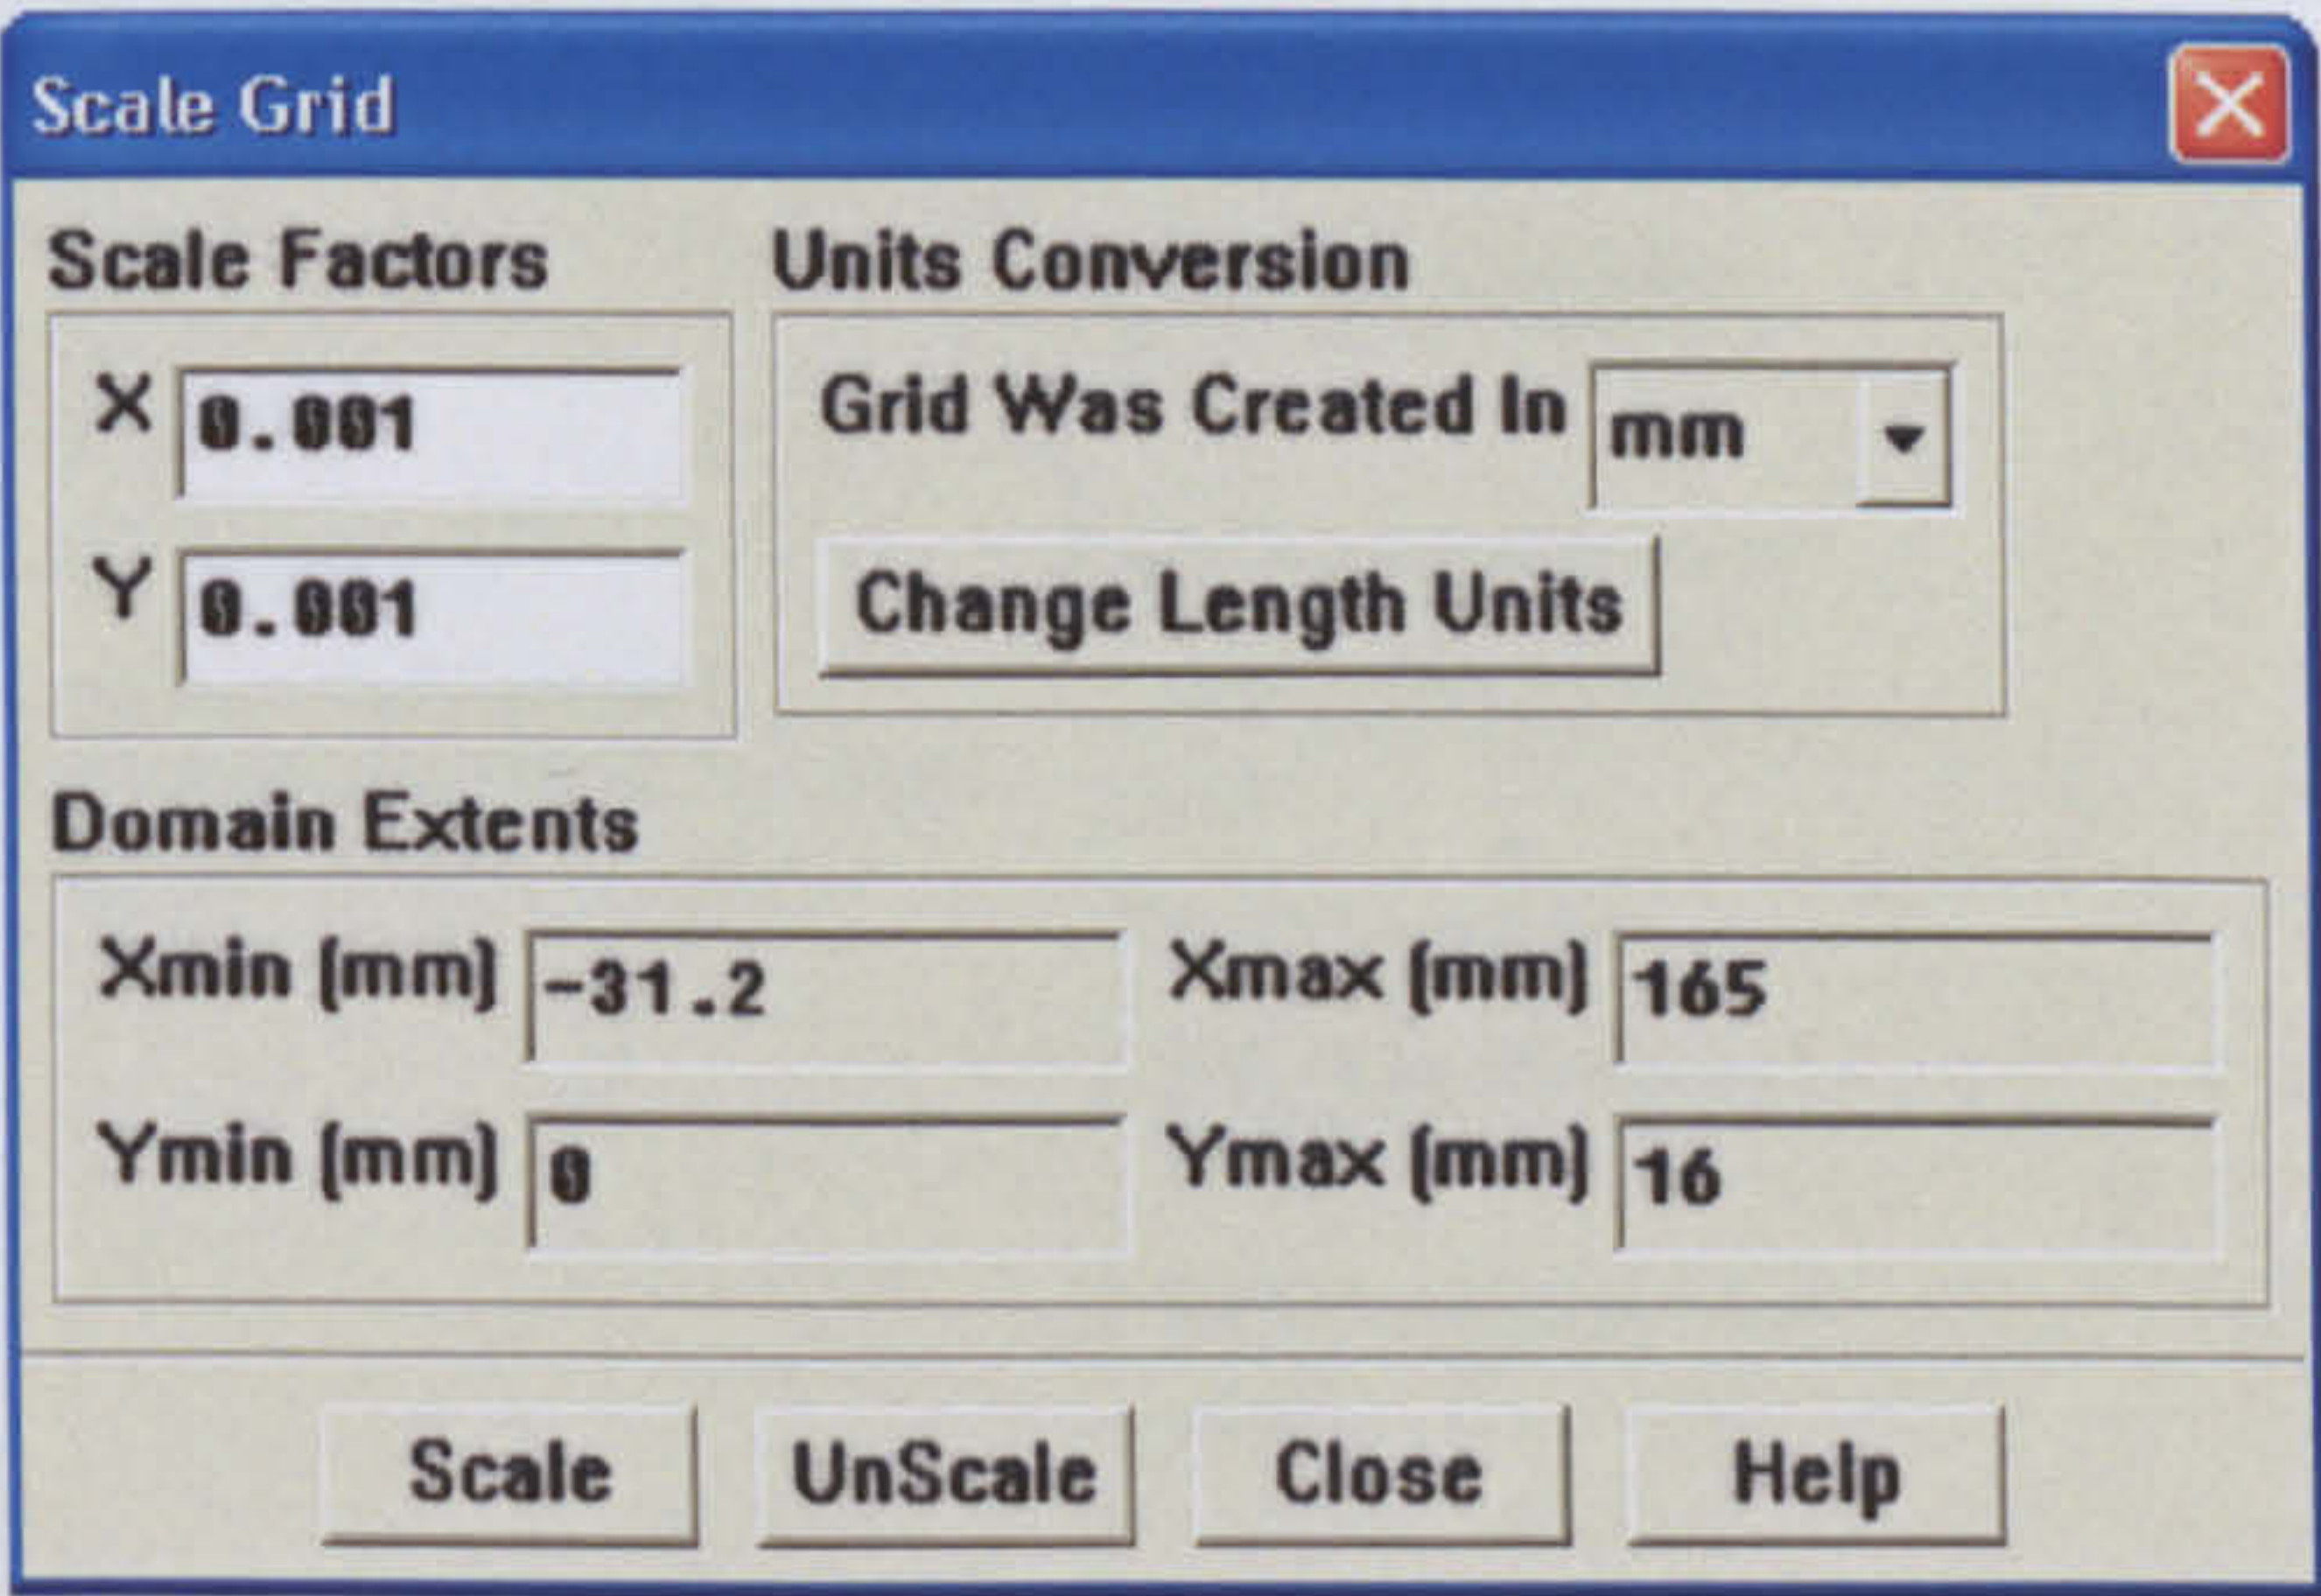 Scale Grid
Scale Factors
X 0.001
Y 0.001
Units Conversion
Grid Was Created In mm
Change Length Units
Domain Extents
Xmin (mm) -31.2 Xmax (mm) 165
Ymin (mm) 0 Ymax (mm) 16
Scale UnScale Close Help